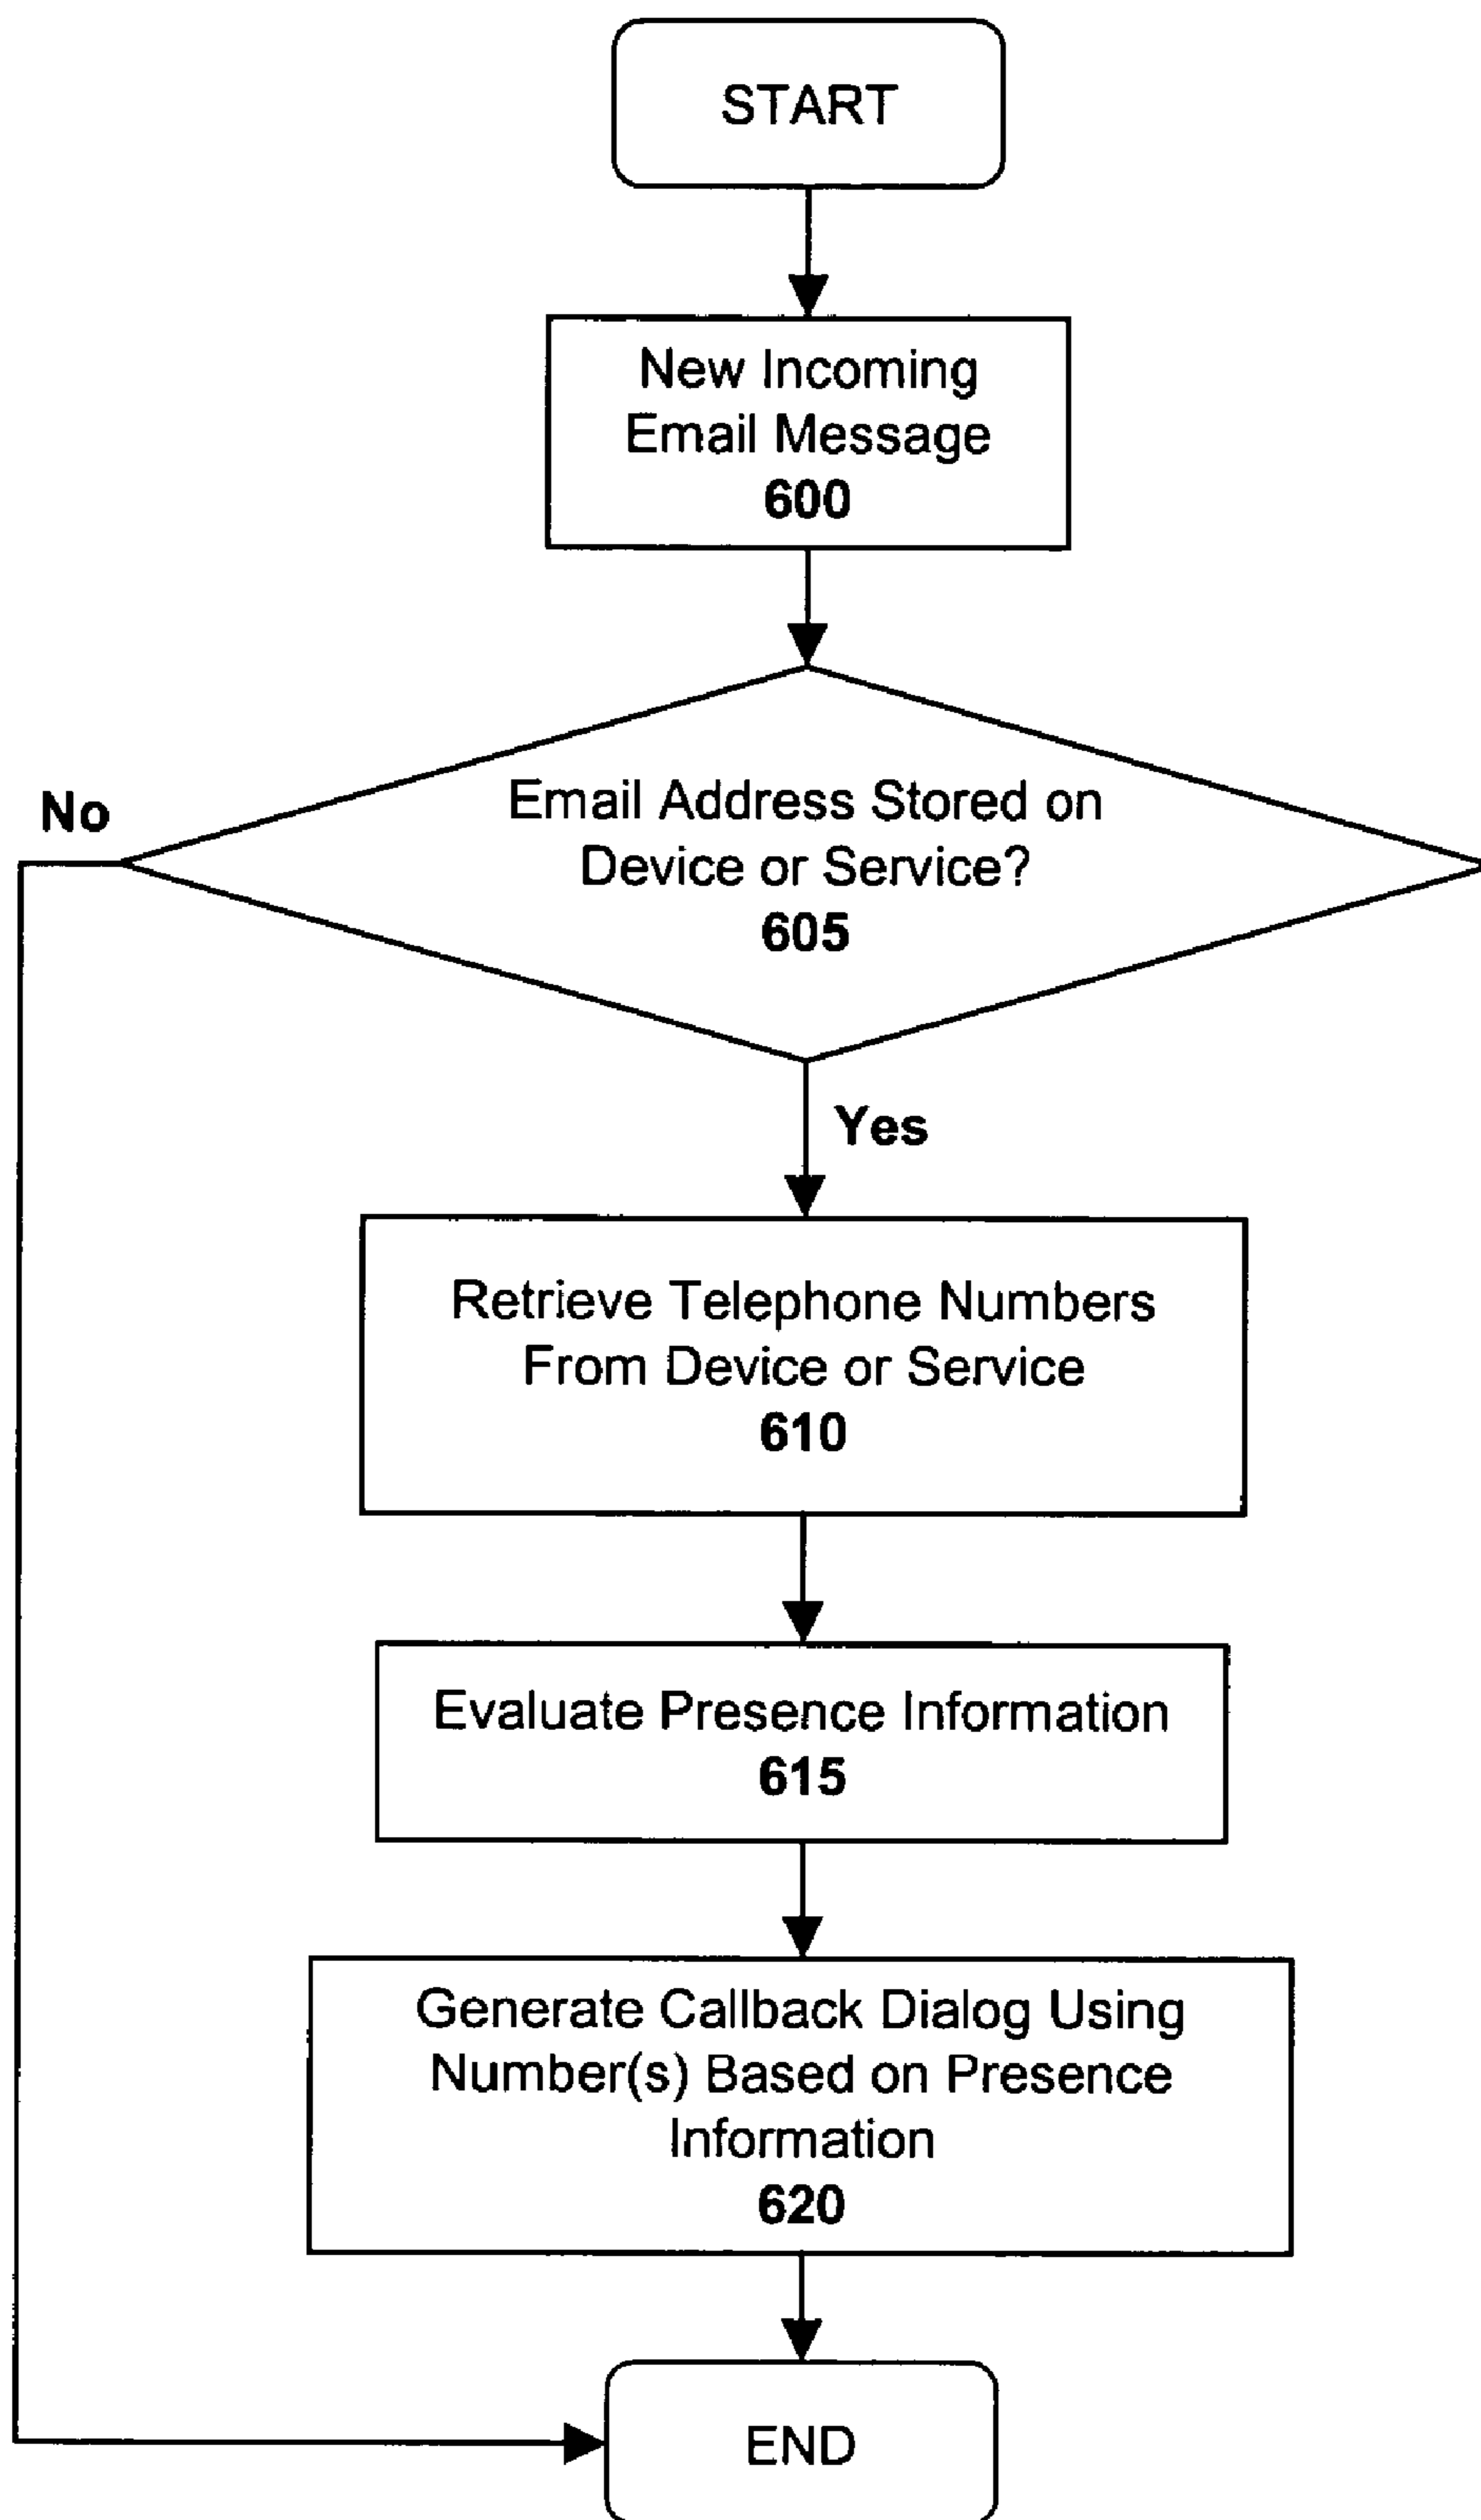 START
New Incoming
Email Message
600
No
Email Address Stored on
Device or Service?
605
Yes
Retrieve Telephone Numbers
From Device or Service
610
Evaluate Presence Information
615
Generate Callback Dialog Using
Number(s) Based on Presence
Information
620
END